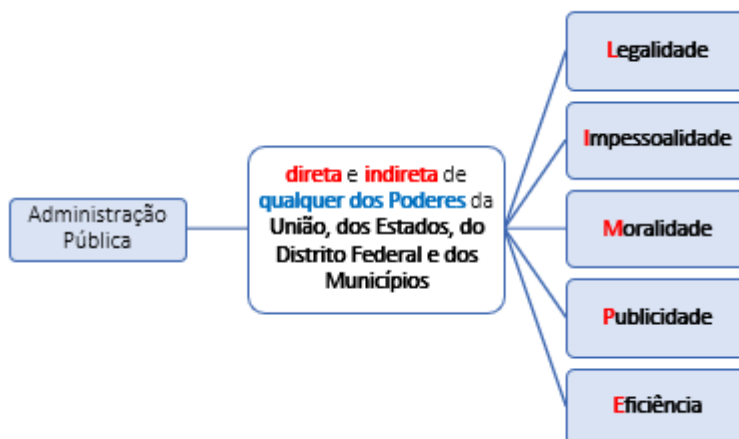 Administração
Pública
direta e indireta de
qualquer dos Poderes da
União, dos Estados, do
Distrito Federal e dos
Municípios
Legalidade
Impessoalidade
Moralidade
Publicidade
Eficiência